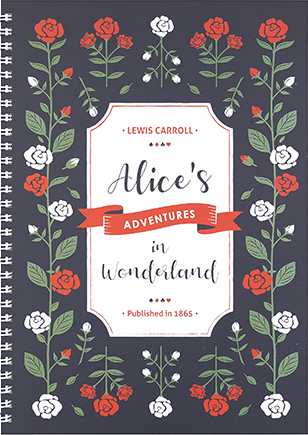 · LEWIS CARROLL ·
Alice's
ADVENTURES
in
Wonderland
· Published in 1865 ·